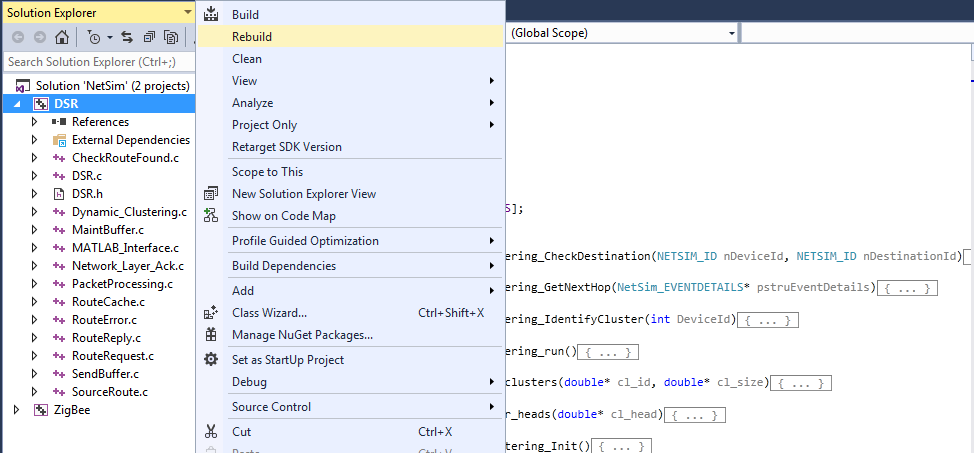 Solution Explorer
Search Solution Explorer (Ctrl+;)
Solution 'NetSim' (2 projects)
DSR
References
External Dependencies
CheckRouteFound.c
DSR.c
DSR.h
Dynamic_Clustering.c
MaintBuffer.c
MATLAB_Interface.c
Network_Layer_Ack.c
PacketProcessing.c
RouteCache.c
RouteError.c
RouteReply.c
RouteRequest.c
SendBuffer.c
SourceRoute.c
ZigBee
Build
Rebuild
Clean
View
Analyze
Project Only
Retarget SDK Version
Scope to This
New Solution Explorer View
Show on Code Map
Profile Guided Optimization
Build Dependencies
Add
Class Wizard... Ctrl+Shift+X
Manage NuGet Packages...
Set as StartUp Project
Debug
Source Control
Cut Ctrl+X
(Global Scope)
S];
ering_CheckDestination(NETSIM_ID nDeviceId, NETSIM_ID nDestinationId)
ering_GetNextHop(NetSim_EVENTDETAILS* pstruEventDetails){ ... }
ering_IdentifyCluster(int DeviceId){ ... }
ering_run(){ ... }
clusters(double* cl_id, double* cl_size){ ... }
r_heads(double* cl_head){ ... }
tering_Init(){ ... }